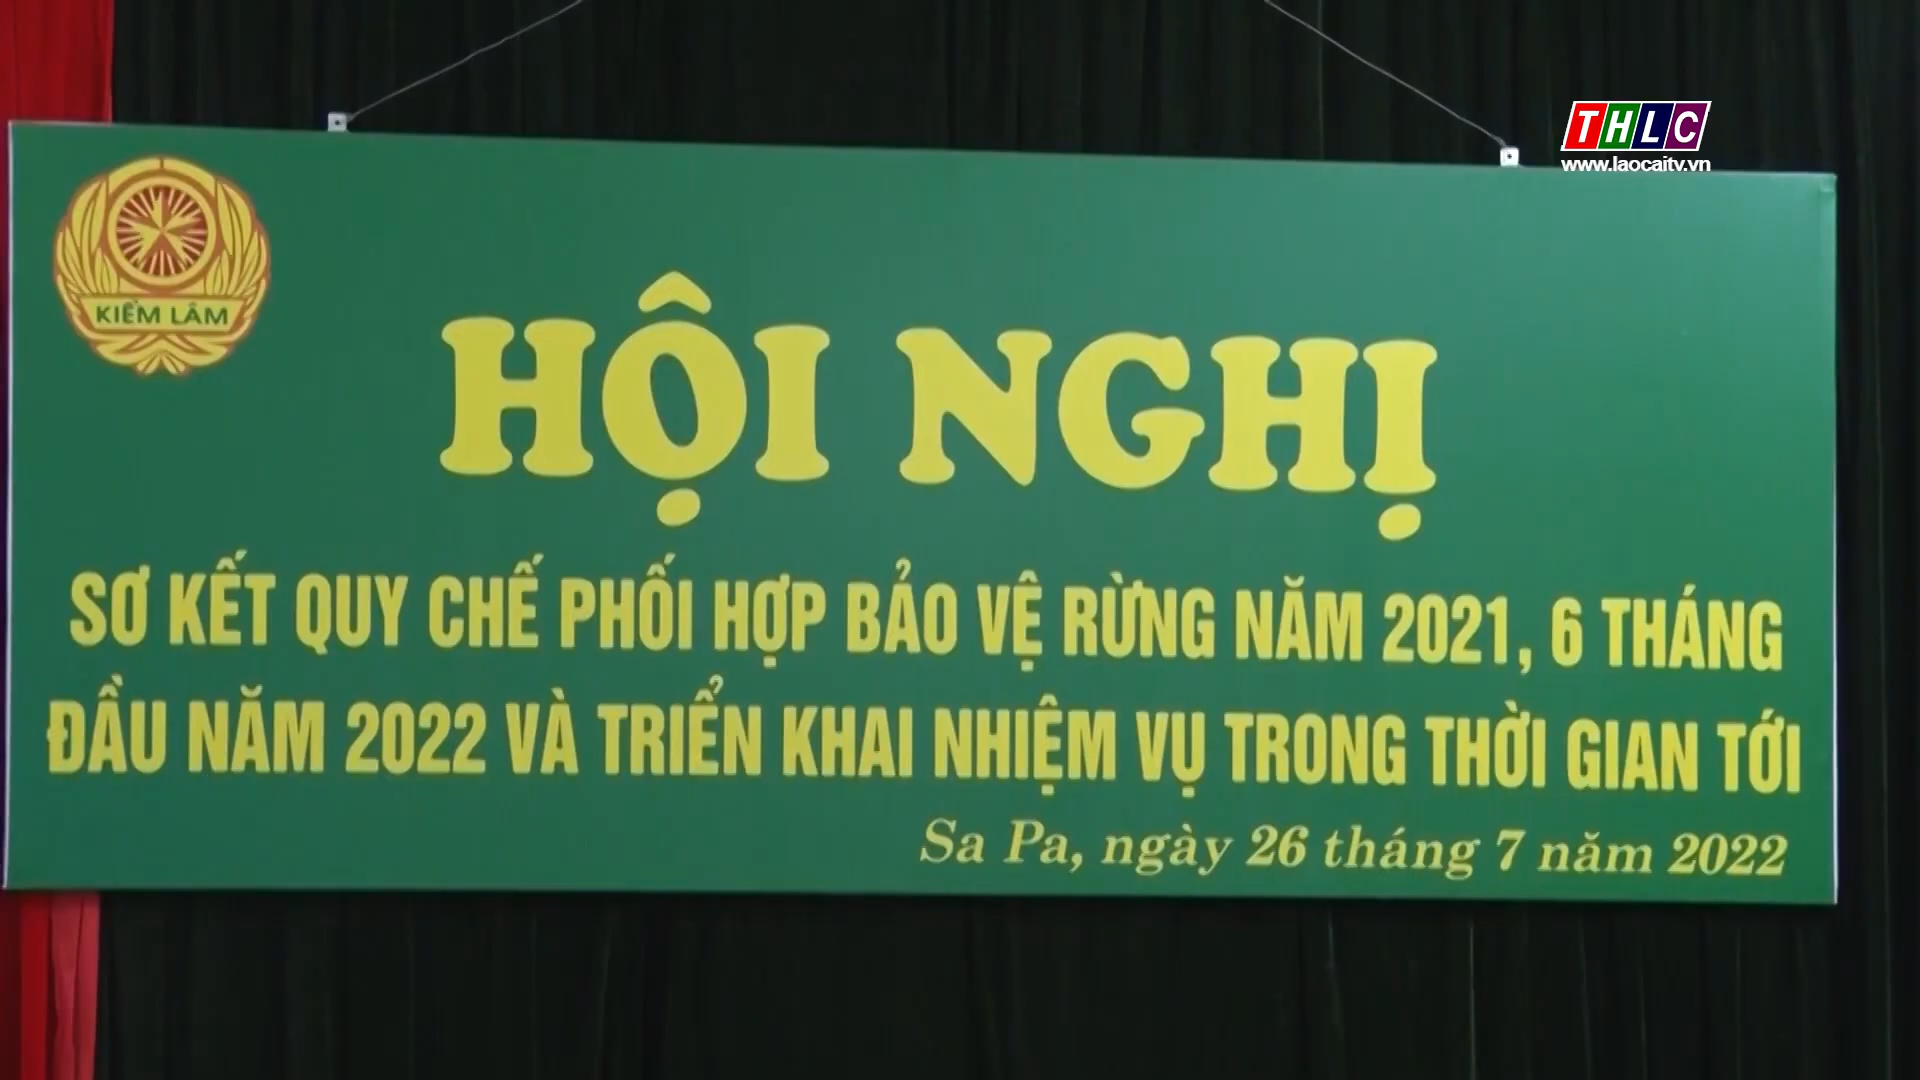 THLC
www.laocaitv.vn
KIỂM LÂM
HỘI NGHỊ
SƠ KẾT QUY CHẾ PHỐI HỢP BẢO VỆ RỪNG NĂM 2021, 6 THÁNG
ĐẦU NĂM 2022 VÀ TRIỂN KHAI NHIỆM VỤ TRONG THỜI GIAN TỚI
Sa Pa, ngày 26 tháng 7 năm 2022